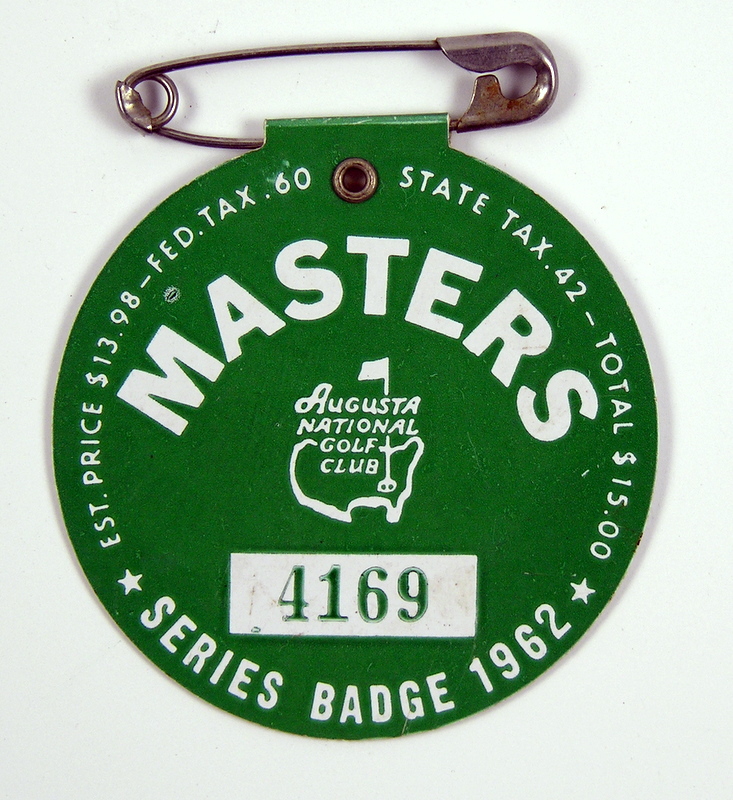 EST. PRICE $13.98-FED.TAX .60 STATE TAX.42-TOTAL $15.00
MASTERS
AUGUSTA
NATIONAL
GOLF
CLUB
4169
★ SERIES BADGE 1962 ★